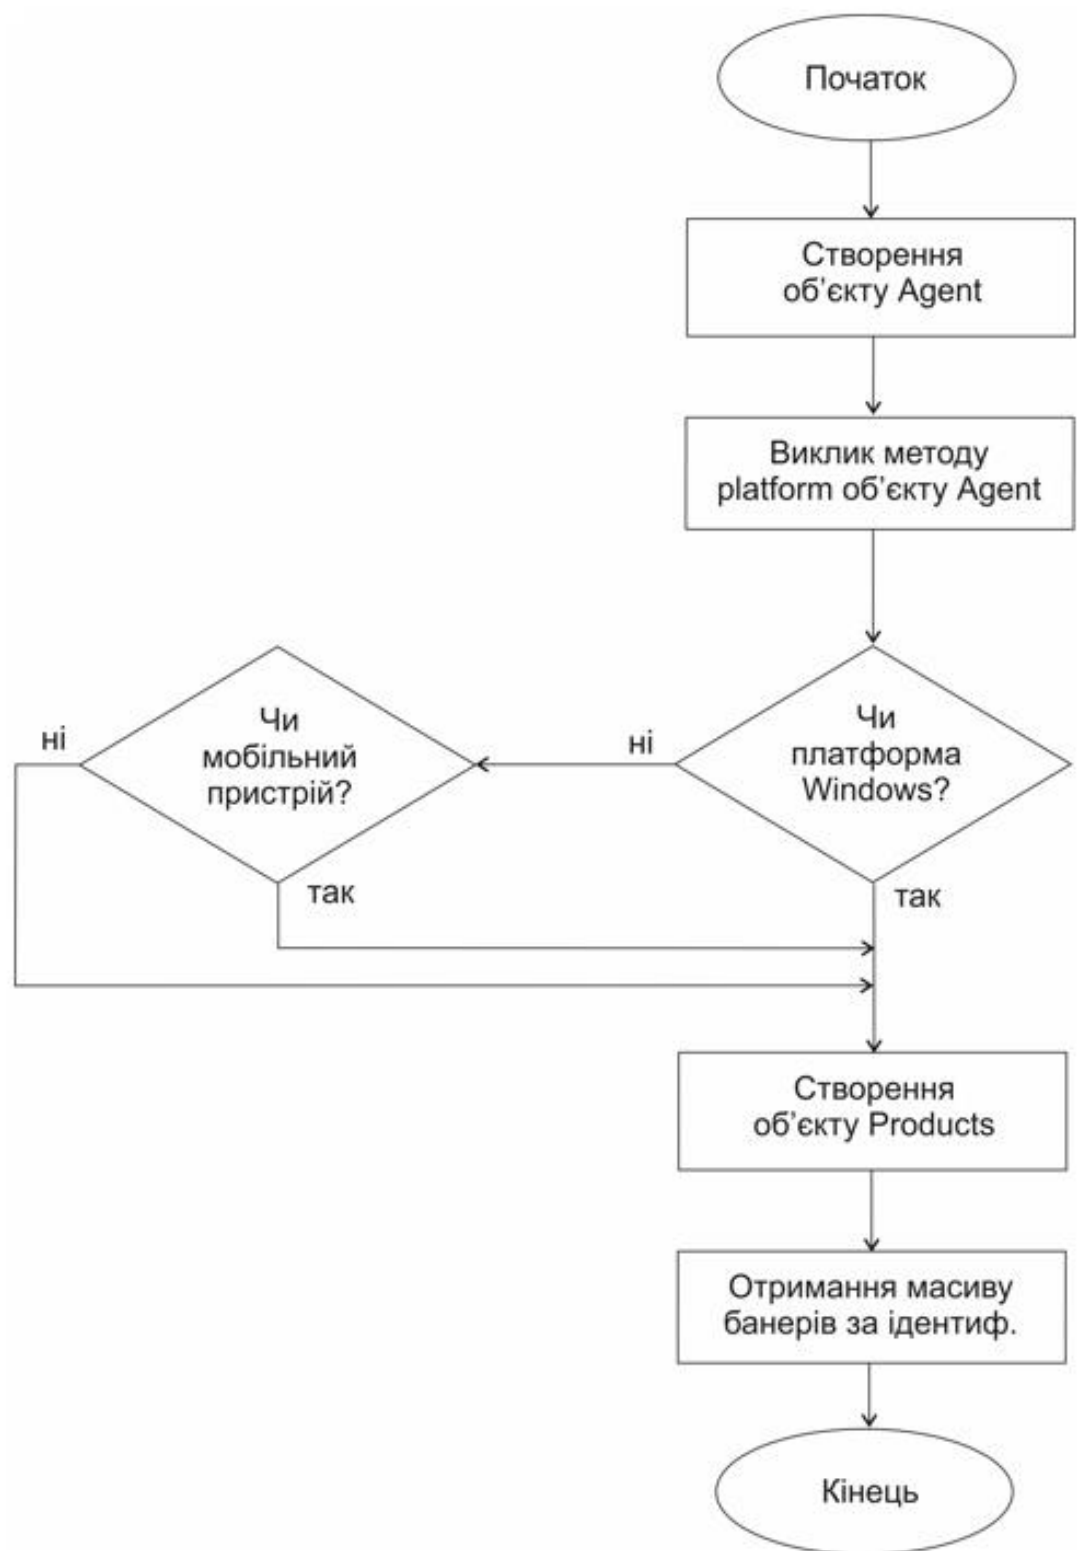 Початок
Створення
об’єкту Agent
Виклик методу
platform об’єкту Agent
Чи
платформа
Windows?
ні
так
Чи
мобільний
пристрій?
ні
так
Створення
об’єкту Products
Отримання масиву
банерів за ідентиф.
Кінець